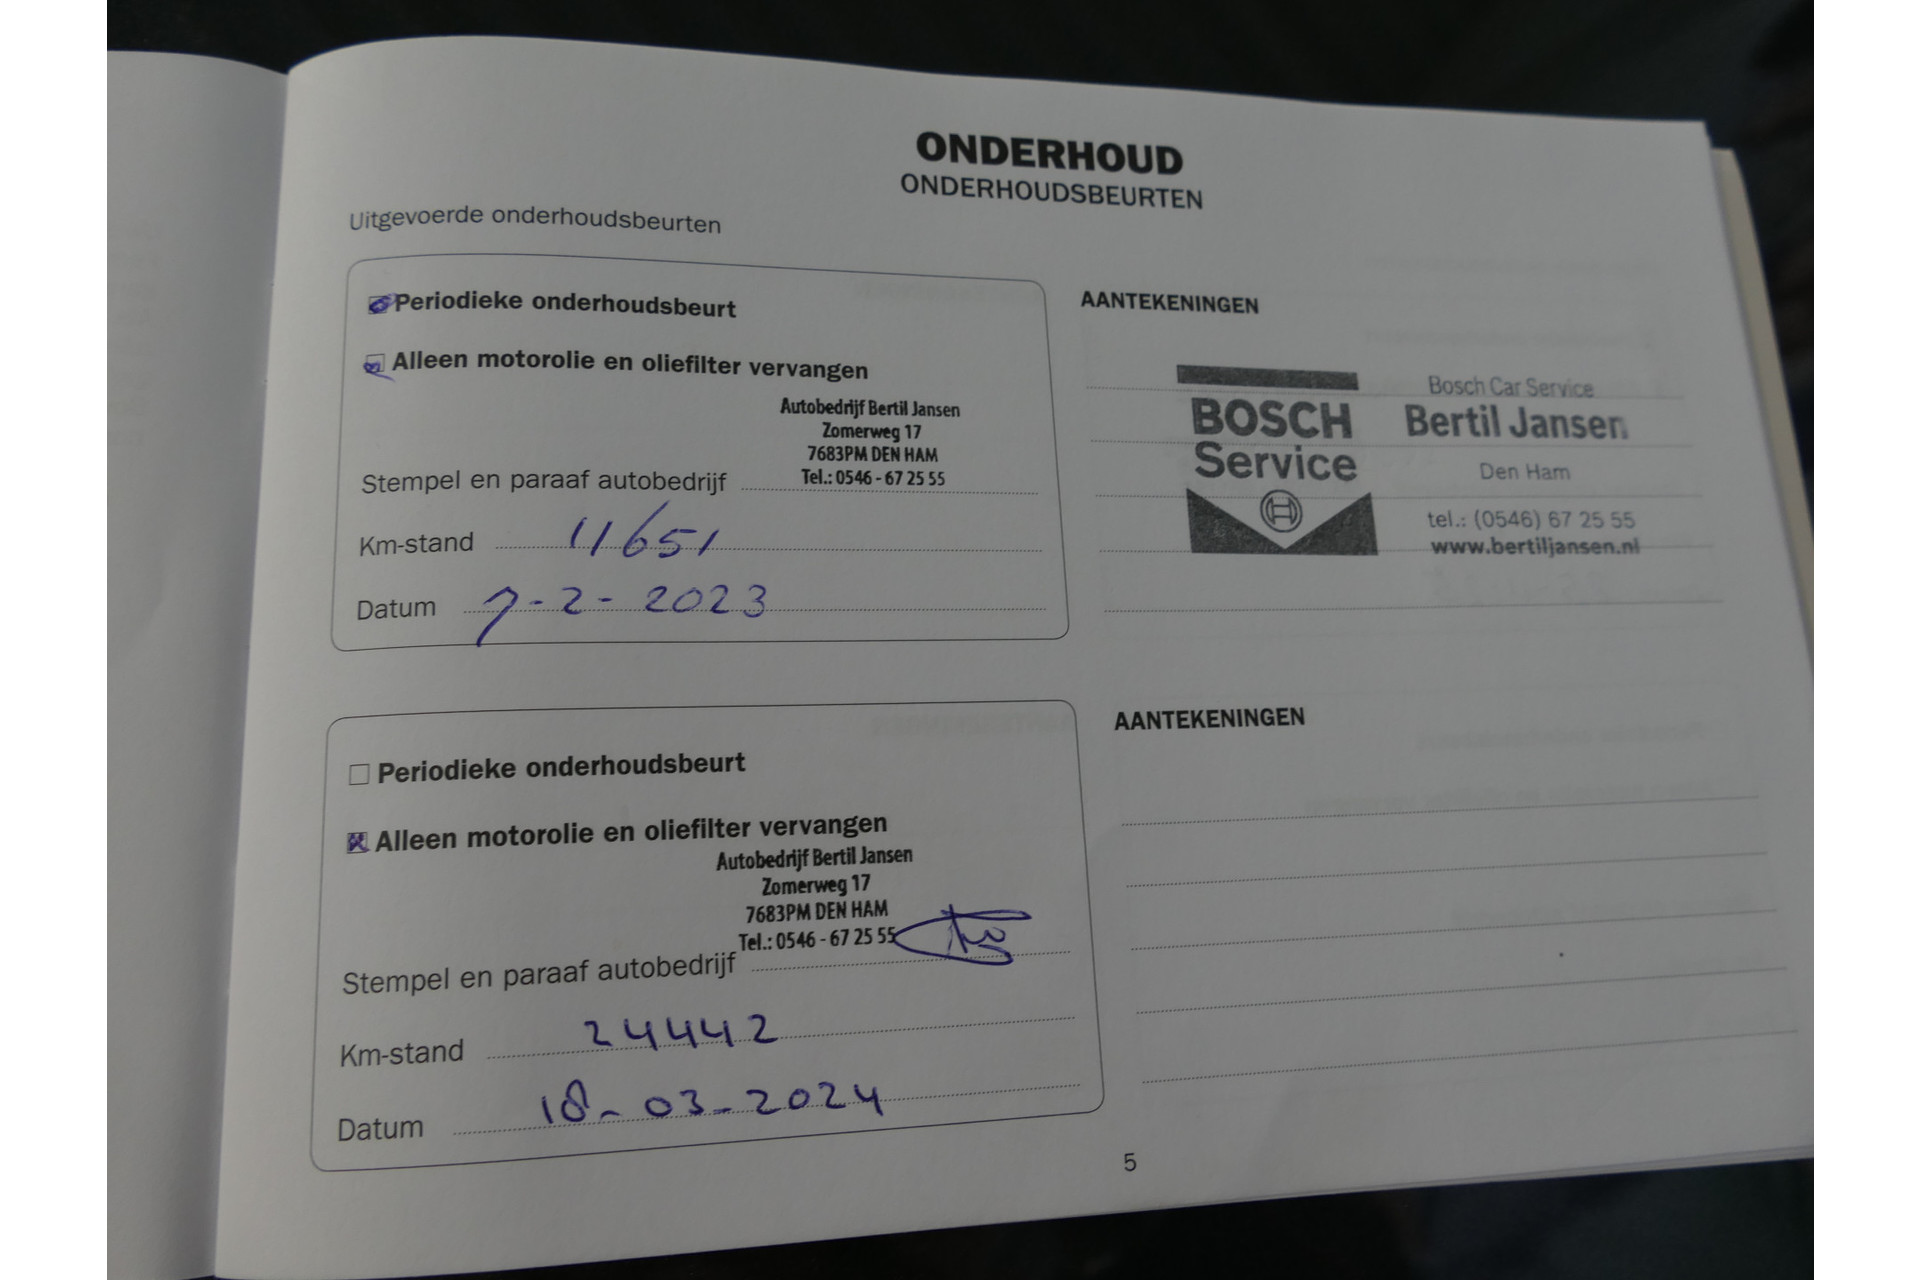 ONDERHOUD
ONDERHOUDSBEURTEN
Uitgevoerde onderhoudsbeurten
Periodieke onderhoudsbeurt
Alleen motorolie en oliefilter vervangen
Autobedrijf Bertil Jansen
Zomerweg 17
7683PM DEN HAM
Tel.: 0546 - 67 25 55
Stempel en paraaf autobedrijf
Km-stand 11651
Datum 7-2-2023
AANTEKENINGEN
BOSCH
Service
Bosch Car Service
Bertil Jansen
Den Ham
tel.: (0546) 67 25 55
www.bertiljansen.nl
Periodieke onderhoudsbeurt
Alleen motorolie en oliefilter vervangen
Autobedrijf Bertil Jansen
Zomerweg 17
7683PM DEN HAM
Tel.: 0546 - 67 25 55
Stempel en paraaf autobedrijf
Km-stand 24442
Datum 18-03-2024
AANTEKENINGEN
5